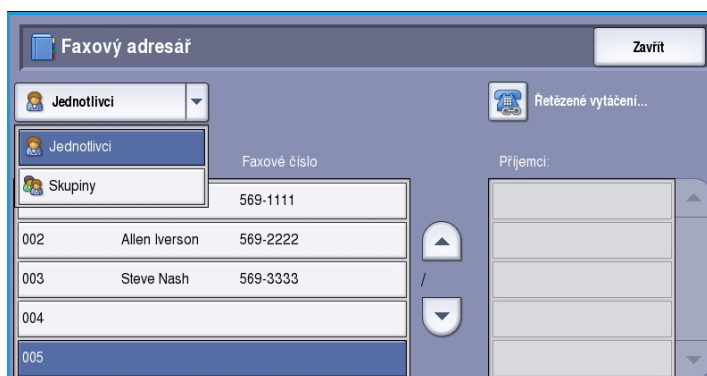 Faxový adresář
Zavřít
Jednotlivci
Řetězené vytáčení...
Jednotlivci
Skupiny
Faxové číslo
Příjemci:
569-1111
002 Allen Iverson 569-2222
003 Steve Nash 569-3333
/
004
005